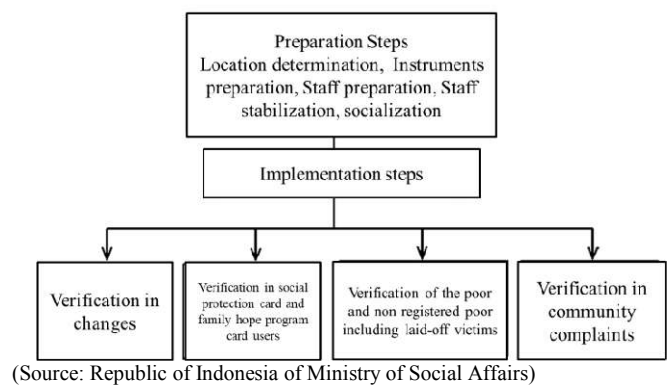 Preparation Steps
Location determination, Instruments
preparation, Staff preparation, Staff
stabilization, socialization
Implementation steps
Verification in
changes
Verification in social
protection card and
family hope program
card users
Verification of the poor
and non registered poor
including laid-off victims
Verification in
community
complaints
(Source: Republic of Indonesia of Ministry of Social Affairs)